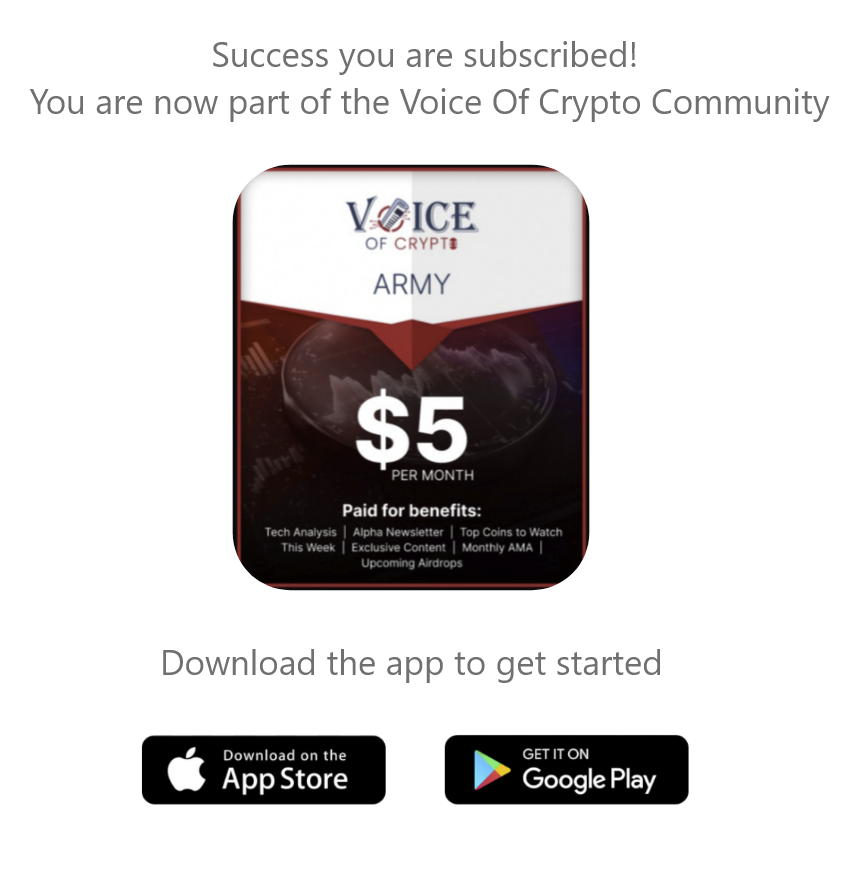 Success you are subscribed!
You are now part of the Voice Of Crypto Community
VOICE
OF CRYPTO
ARMY
$5
PER MONTH
Paid for benefits:
Tech Analysis | Alpha Newsletter | Top Coins to Watch
This Week | Exclusive Content | Monthly AMA |
Upcoming Airdrops
Download the app to get started
Download on the
App Store
GET IT ON
Google Play